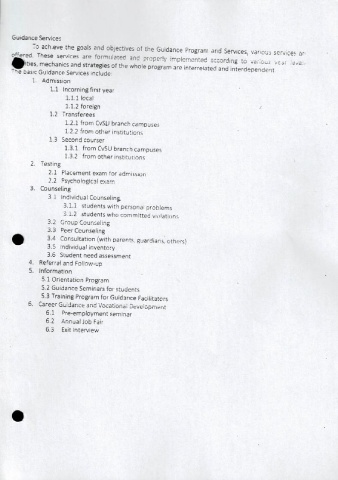 Guidance Services
To achieve the goals and objectives of the Guidance Program and Services, various services or
offered. These services are formulated and properly implemented according to various year level
mechanics and strategies of the whole program are interrelated and interdependent.
The basic Guidance Services include:
1. Admission
1.1 Incoming first year
1.1.1 local
1.1.2 foreign
1.2 Transferees
1.2.1 from CvSU branch campuses
1.2.2 from other institutions
1.3 Second courser
1.3.1 from CvSU branch campuses
1.3.2 from other institutions
2. Testing
2.1 Placement exam for admission
2.2 Psychological exam
3. Counseling
3.1 Individual Counseling
3.1.1 students with personal problems
3.1.2 students who committed violations
3.2 Group Counseling
3.3 Peer Counseling
3.4 Consultation (with parents, guardians, others)
3.5 Individual inventory
3.6 Student need assessment
4. Referral and Follow-up
5. Information
5.1 Orientation Program
5.2 Guidance Seminars for students
5.3 Training Program for Guidance Facilitators
6. Career Guidance and Vocational Development
6.1 Pre-employment seminar
6.2 Annual Job Fair
6.3 Exit Interview